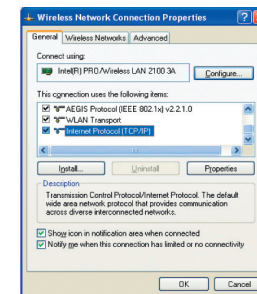 Wireless Network Connection Properties
General Wireless Networks Advanced
Connect using:
Intel(R) PRO/Wireless LAN 2100 3A Configure...
This connection uses the following items:
AEGIS Protocol (IEEE 802.1x) v2.2.1.0
WLAN Transport
Internet Protocol (TCP/IP)
Install... Uninstall Properties
Description
Transmission Control Protocol/Internet Protocol. The default
wide area network protocol that provides communication
across diverse interconnected networks.
Show icon in notification area when connected
Notify me when this connection has limited or no connectivity
OK Cancel